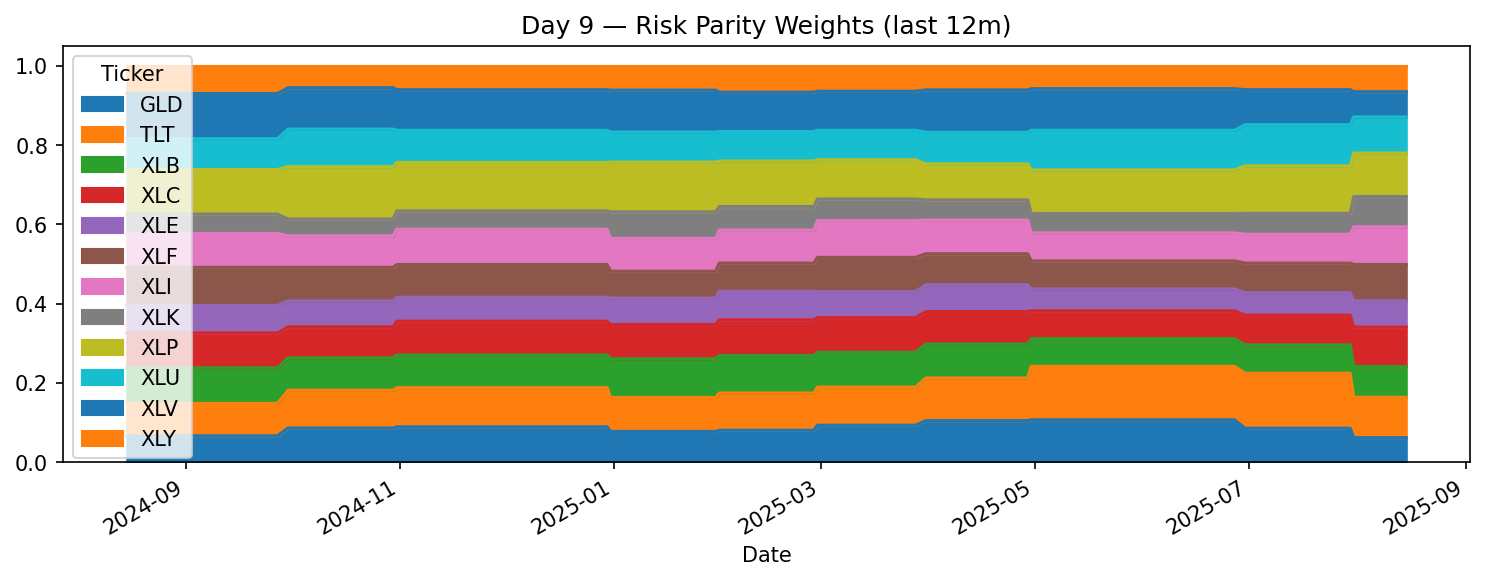 Day 9 — Risk Parity Weights (last 12m)
1.0
0.8
0.6
0.4
0.2
0.0
Ticker
GLD
TLT
XLB
XLC
XLE
XLF
XLI
XLK
XLP
XLU
XLV
XLY
2024-09
2024-11
2025-01
2025-03
2025-05
2025-07
2025-09
Date